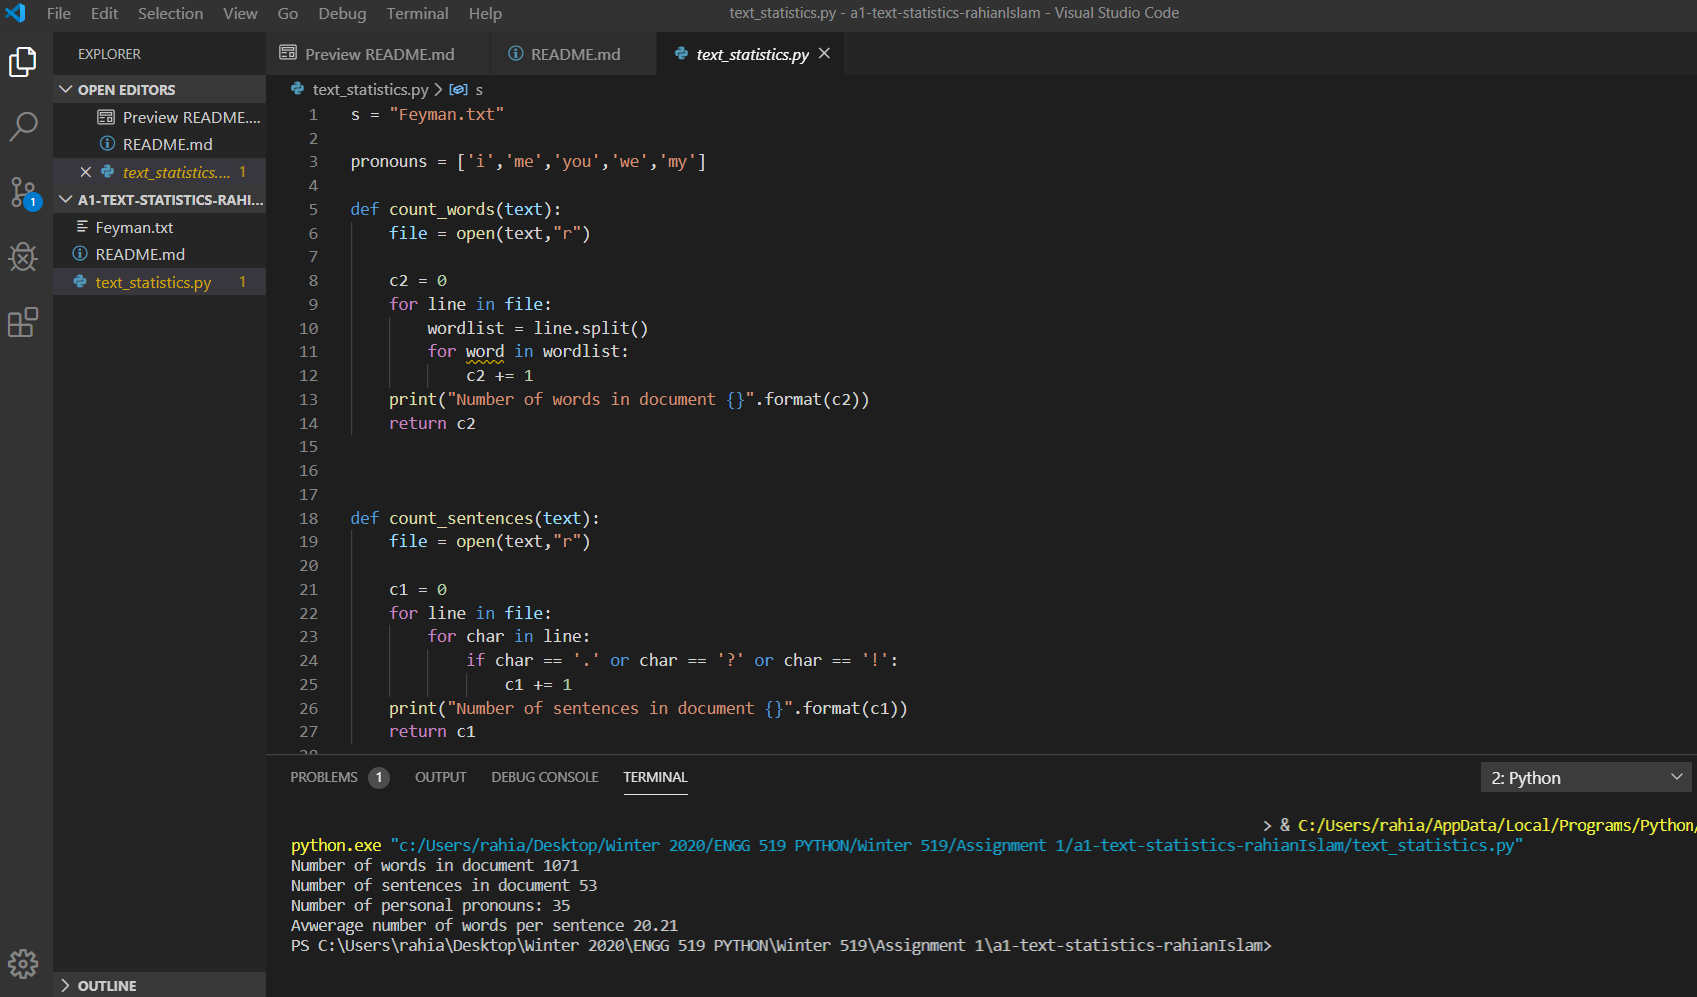 File Edit Selection View Go Debug Terminal Help
text_statistics.py - a1-text-statistics-rahianIslam - Visual Studio Code
EXPLORER
OPEN EDITORS
Preview README....
README.md
text_statistics.... 1
A1-TEXT-STATISTICS-RAHI...
Feyman.txt
README.md
text_statistics.py 1
OUTLINE
1
Preview README.md
README.md
text_statistics.py
text_statistics.py > s
1 s = "Feyman.txt"
2
3 pronouns = ['i','me','you','we','my']
4
5 def count_words(text):
6 file = open(text,"r")
7
8 c2 = 0
9 for line in file:
10 wordlist = line.split()
11 for word in wordlist:
12 c2 += 1
13 print("Number of words in document {}".format(c2))
14 return c2
15
16
17
18 def count_sentences(text):
19 file = open(text,"r")
20
21 c1 = 0
22 for line in file:
23 for char in line:
24 if char == '.' or char == '?' or char == '!':
25 c1 += 1
26 print("Number of sentences in document {}".format(c1))
27 return c1
28
PROBLEMS 1 OUTPUT DEBUG CONSOLE TERMINAL
2: Python
> & C:/Users/rahia/AppData/Local/Programs/Python/
python.exe "c:/Users/rahia/Desktop/Winter 2020/ENGG 519 PYTHON/Winter 519/Assignment 1/a1-text-statistics-rahianIslam/text_statistics.py"
Number of words in document 1071
Number of sentences in document 53
Number of personal pronouns: 35
Avwerage number of words per sentence 20.21
PS C:\Users\rahia\Desktop\Winter 2020\ENGG 519 PYTHON\Winter 519\Assignment 1\a1-text-statistics-rahianIslam>